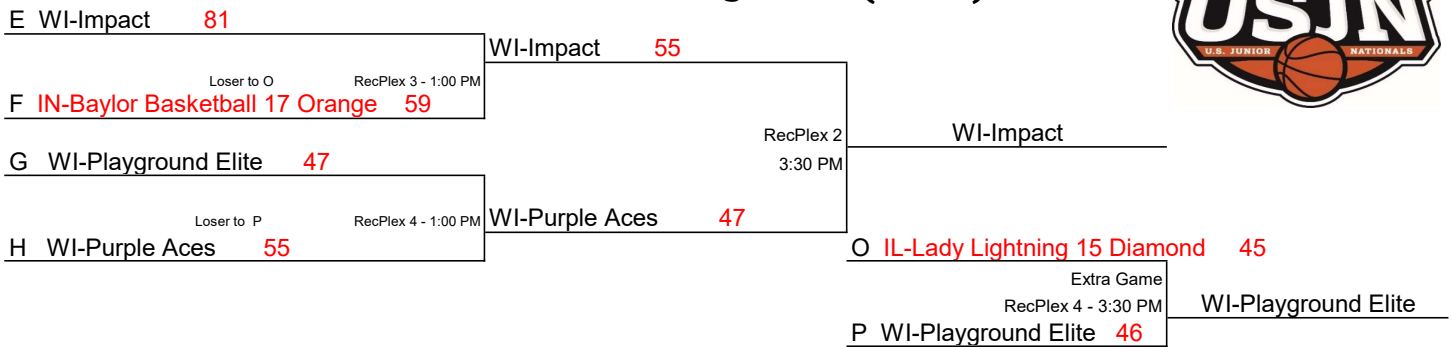 E WI-Impact 81
WI-Impact 55
USJN
U.S. JUNIOR NATIONALS
Loser to O RecPlex 3 - 1:00 PM
F IN-Baylor Basketball 17 Orange 59
RecPlex 2 WI-Impact
G WI-Playground Elite 47
3:30 PM
Loser to P RecPlex 4 - 1:00 PM
WI-Purple Aces 47
H WI-Purple Aces 55
O IL-Lady Lightning 15 Diamond 45
Extra Game
RecPlex 4 - 3:30 PM WI-Playground Elite
P WI-Playground Elite 46